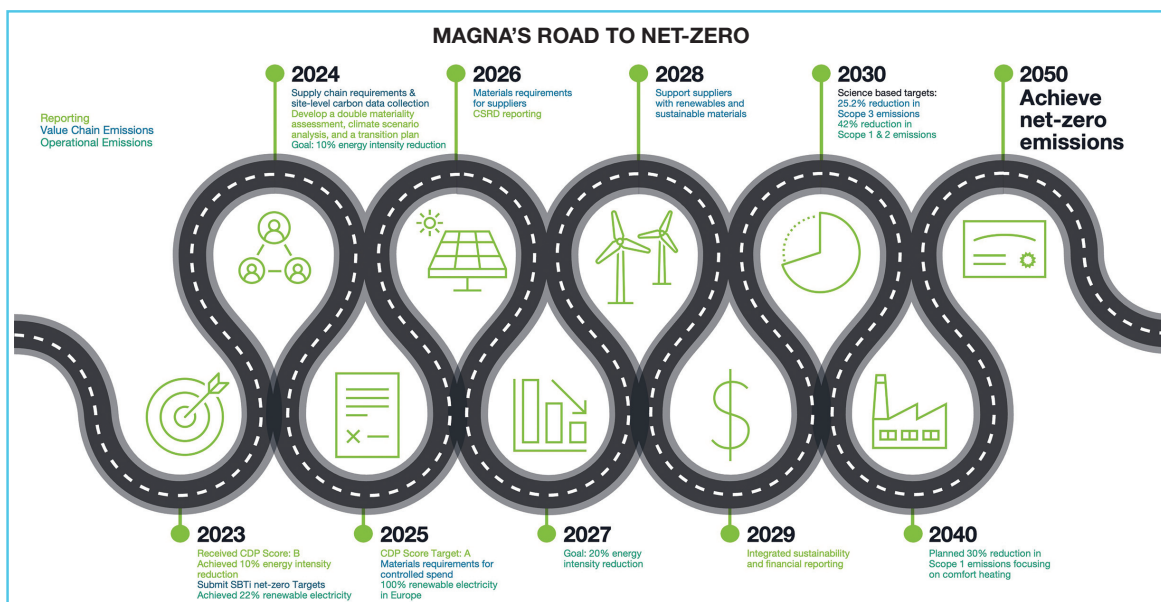 MAGNA'S ROAD TO NET-ZERO
Reporting
Value Chain Emissions
Operational Emissions
2024
Supply chain requirements &
site-level carbon data collection
Develop a double materiality
assessment, climate scenario
analysis, and a transition plan
Goal: 10% energy intensity reduction
2026
Materials requirements
for suppliers
CSRD reporting
2028
Support suppliers
with renewables and
sustainable materials
2030
Science based targets:
25.2% reduction in
Scope 3 emissions
42% reduction in
Scope 1 & 2 emissions
2050
Achieve
net-zero
emissions
2023
Received CDP Score: B
Achieved 10% energy intensity
reduction
Submit SBTi net-zero Targets
Achieved 22% renewable electricity
2025
CDP Score Target: A
Materials requirements for
controlled spend
100% renewable electricity
in Europe
2027
Goal: 20% energy
intensity reduction
2029
Integrated sustainability
and financial reporting
2040
Planned 30% reduction in
Scope 1 emissions focusing
on comfort heating